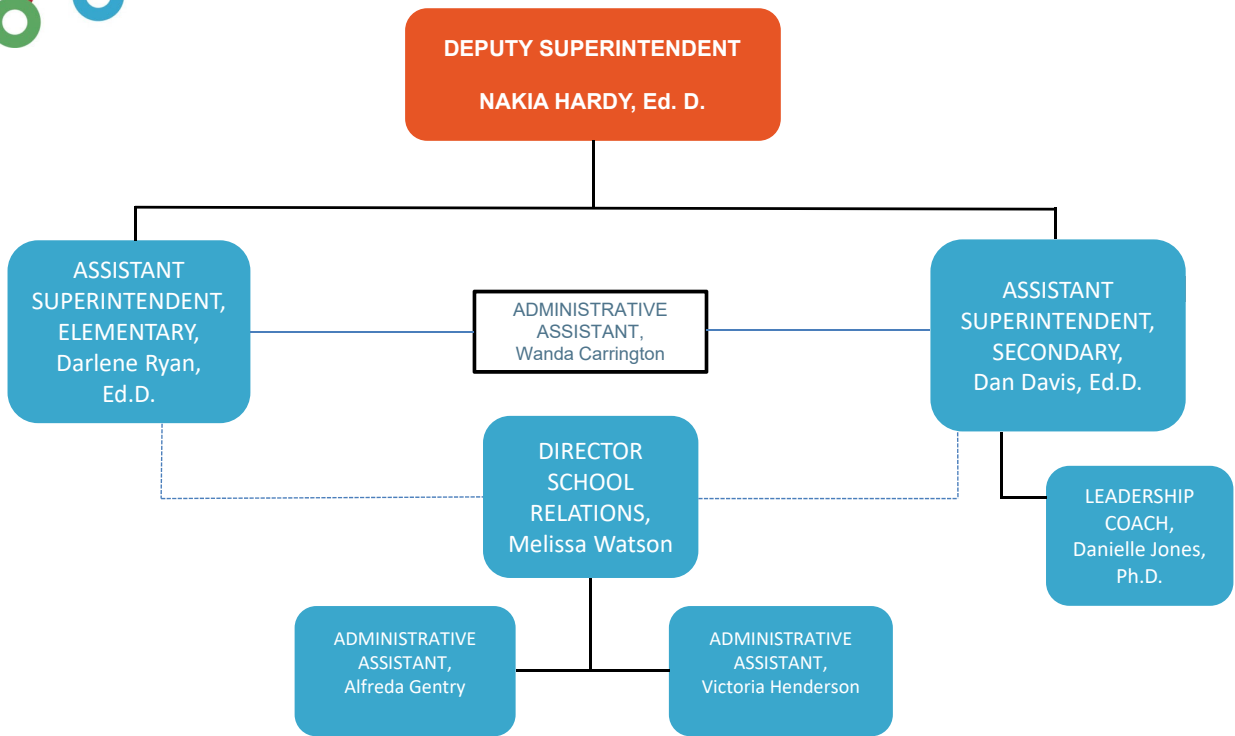 DEPUTY SUPERINTENDENT
NAKIA HARDY, Ed. D.
ASSISTANT
SUPERINTENDENT,
ELEMENTARY,
Darlene Ryan,
Ed.D.
ADMINISTRATIVE
ASSISTANT,
Wanda Carrington
ASSISTANT
SUPERINTENDENT,
SECONDARY,
Dan Davis, Ed.D.
DIRECTOR
SCHOOL
RELATIONS,
Melissa Watson
LEADERSHIP
COACH,
Danielle Jones,
Ph.D.
ADMINISTRATIVE
ASSISTANT,
Alfreda Gentry
ADMINISTRATIVE
ASSISTANT,
Victoria Henderson